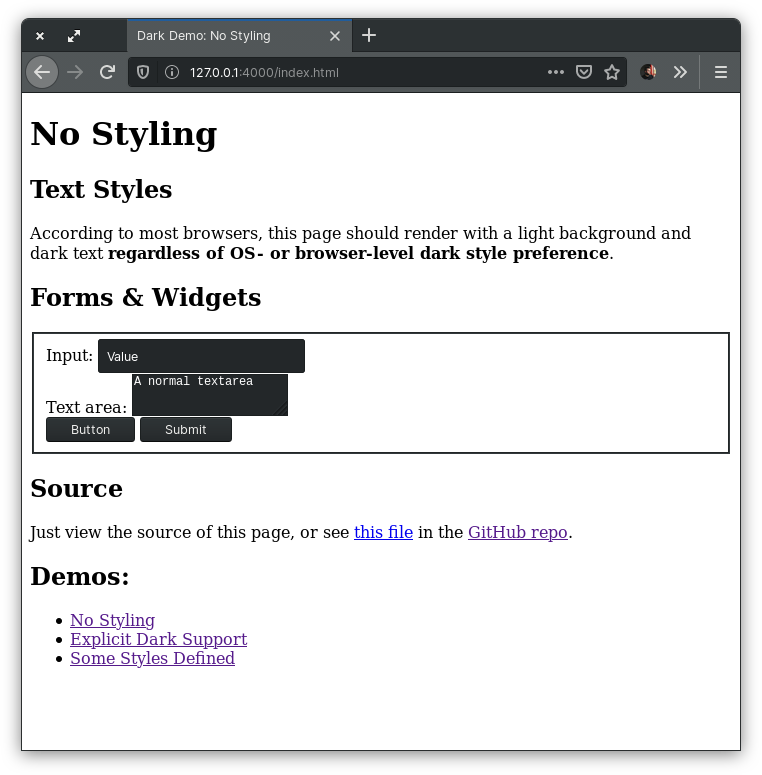 Dark Demo: No Styling
127.0.0.1:4000/index.html
No Styling
Text Styles
According to most browsers, this page should render with a light background and
dark text regardless of OS- or browser-level dark style preference.
Forms & Widgets
Input: Value
A normal textarea
Text area:
Button Submit
Source
Just view the source of this page, or see this file in the GitHub repo.
Demos:
No Styling
Explicit Dark Support
Some Styles Defined